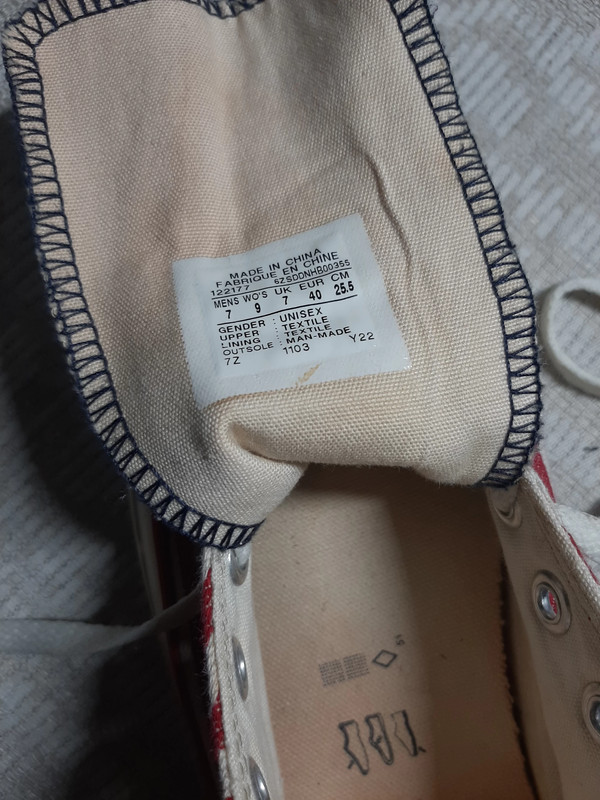 MADE IN CHINA
FABRIQUE EN CHINE
122177 6ZSDDNHB00355
MENS WO'S UK EUR CM
7 9 7 40 25.5
GENDER : UNISEX
UPPER : TEXTILE
LINING : TEXTILE
OUTSOLE : MAN-MADE
7Z 1103 Y22